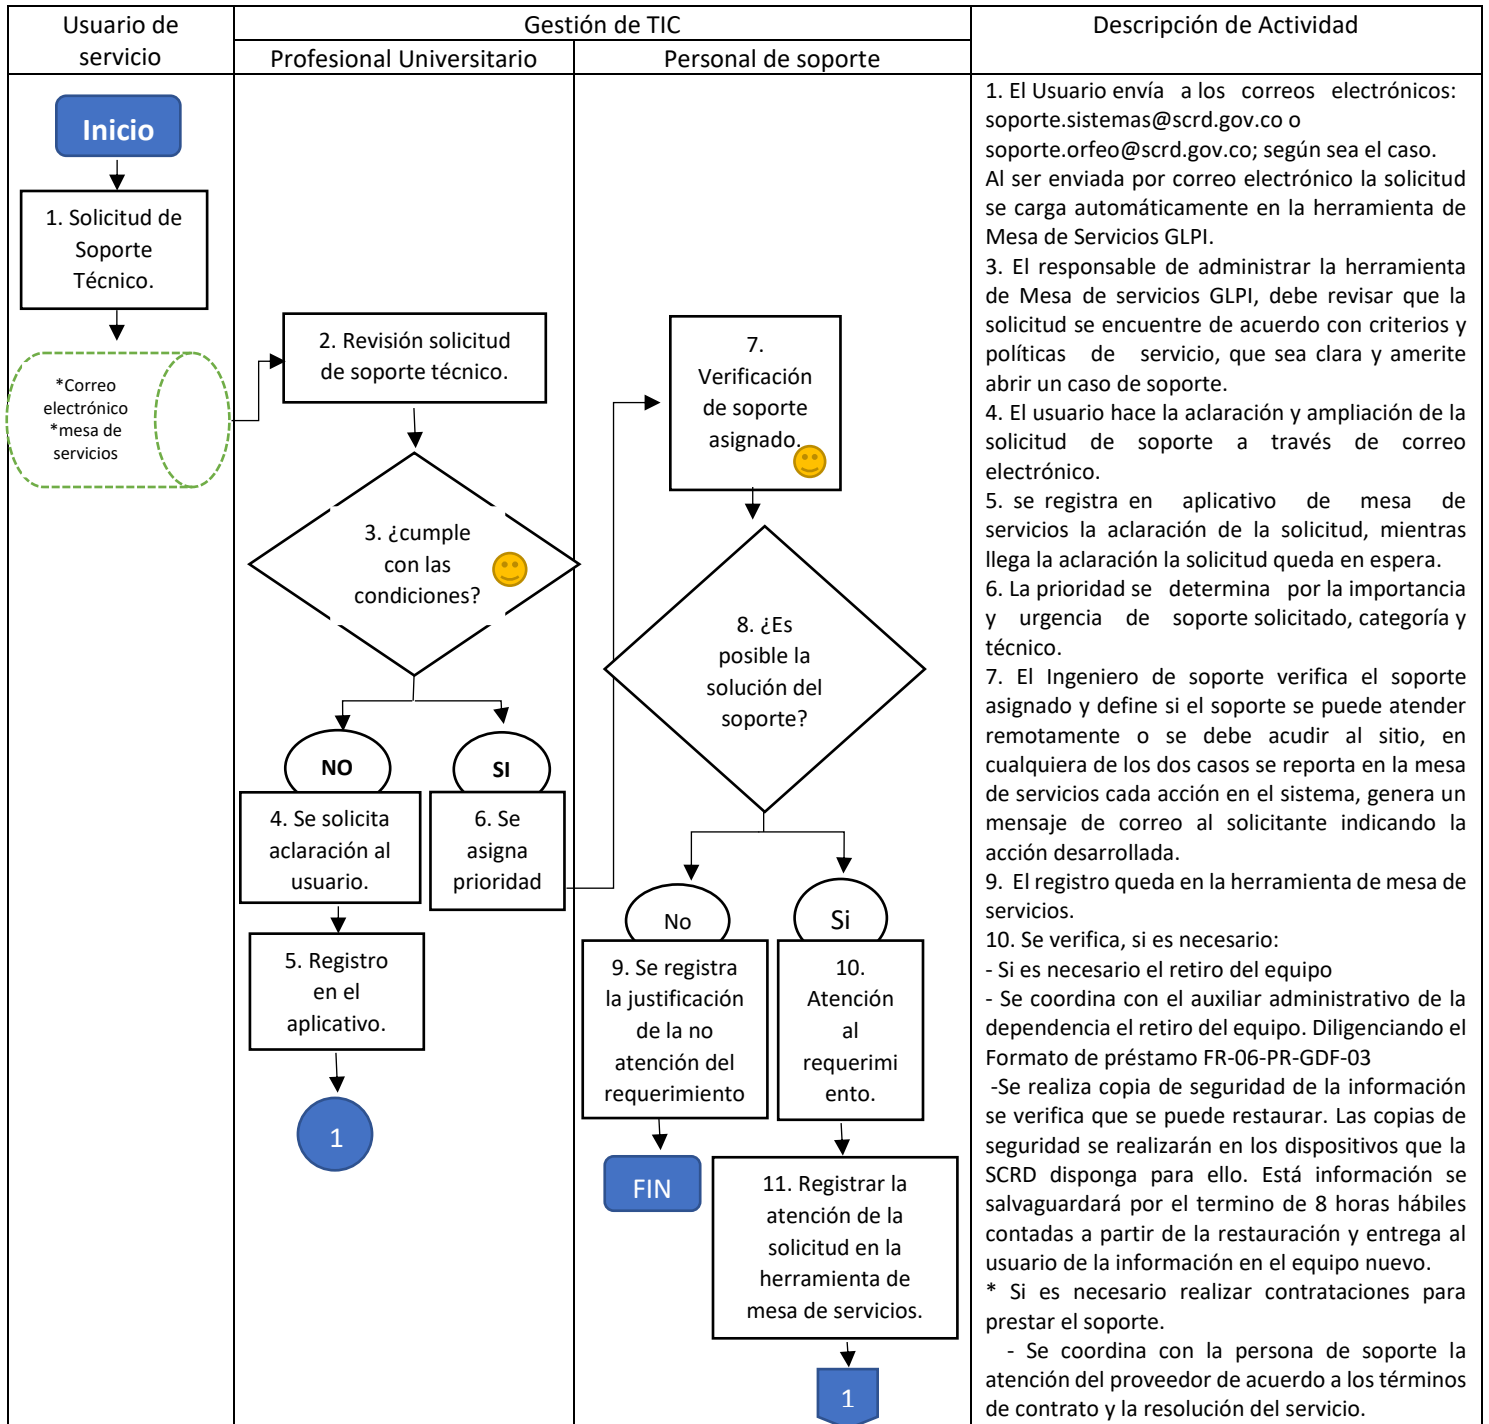 Usuario de
servicio
Gestión de TIC
Profesional Universitario
Personal de soporte
Descripción de Actividad
Inicio
1. Solicitud de
Soporte
Técnico.
*Correo
electrónico
*mesa de
servicios
2. Revisión solicitud
de soporte técnico.
3. ¿cumple
con las
condiciones?
NO
SI
4. Se solicita
aclaración al
usuario.
6. Se
asigna
prioridad
5. Registro
en el
aplicativo.
1
7.
Verificación
de soporte
asignado.
8. ¿Es
posible la
solución del
soporte?
No
Si
9. Se registra
la justificación
de la no
atención del
requerimiento
10.
Atención
al
requerimi
ento.
FIN
11. Registrar la
atención de la
solicitud en la
herramienta de
mesa de servicios.
1
1. El Usuario envía a los correos electrónicos:
soporte.sistemas@scrd.gov.co o
soporte.orfeo@scrd.gov.co; según sea el caso.
Al ser enviada por correo electrónico la solicitud
se carga automáticamente en la herramienta de
Mesa de Servicios GLPI.
3. El responsable de administrar la herramienta
de Mesa de servicios GLPI, debe revisar que la
solicitud se encuentre de acuerdo con criterios y
políticas de servicio, que sea clara y amerite
abrir un caso de soporte.
4. El usuario hace la aclaración y ampliación de la
solicitud de soporte a través de correo
electrónico.
5. se registra en aplicativo de mesa de
servicios la aclaración de la solicitud, mientras
llega la aclaración la solicitud queda en espera.
6. La prioridad se determina por la importancia
y urgencia de soporte solicitado, categoría y
técnico.
7. El Ingeniero de soporte verifica el soporte
asignado y define si el soporte se puede atender
remotamente o se debe acudir al sitio, en
cualquiera de los dos casos se reporta en la mesa
de servicios cada acción en el sistema, genera un
mensaje de correo al solicitante indicando la
acción desarrollada.
9. El registro queda en la herramienta de mesa de
servicios.
10. Se verifica, si es necesario:
- Si es necesario el retiro del equipo
- Se coordina con el auxiliar administrativo de la
dependencia el retiro del equipo. Diligenciando el
Formato de préstamo FR-06-PR-GDF-03
-Se realiza copia de seguridad de la información
se verifica que se puede restaurar. Las copias de
seguridad se realizarán en los dispositivos que la
SCRD disponga para ello. Está información se
salvaguardará por el termino de 8 horas hábiles
contadas a partir de la restauración y entrega al
usuario de la información en el equipo nuevo.
* Si es necesario realizar contrataciones para
prestar el soporte.
- Se coordina con la persona de soporte la
atención del proveedor de acuerdo a los términos
de contrato y la resolución del servicio.